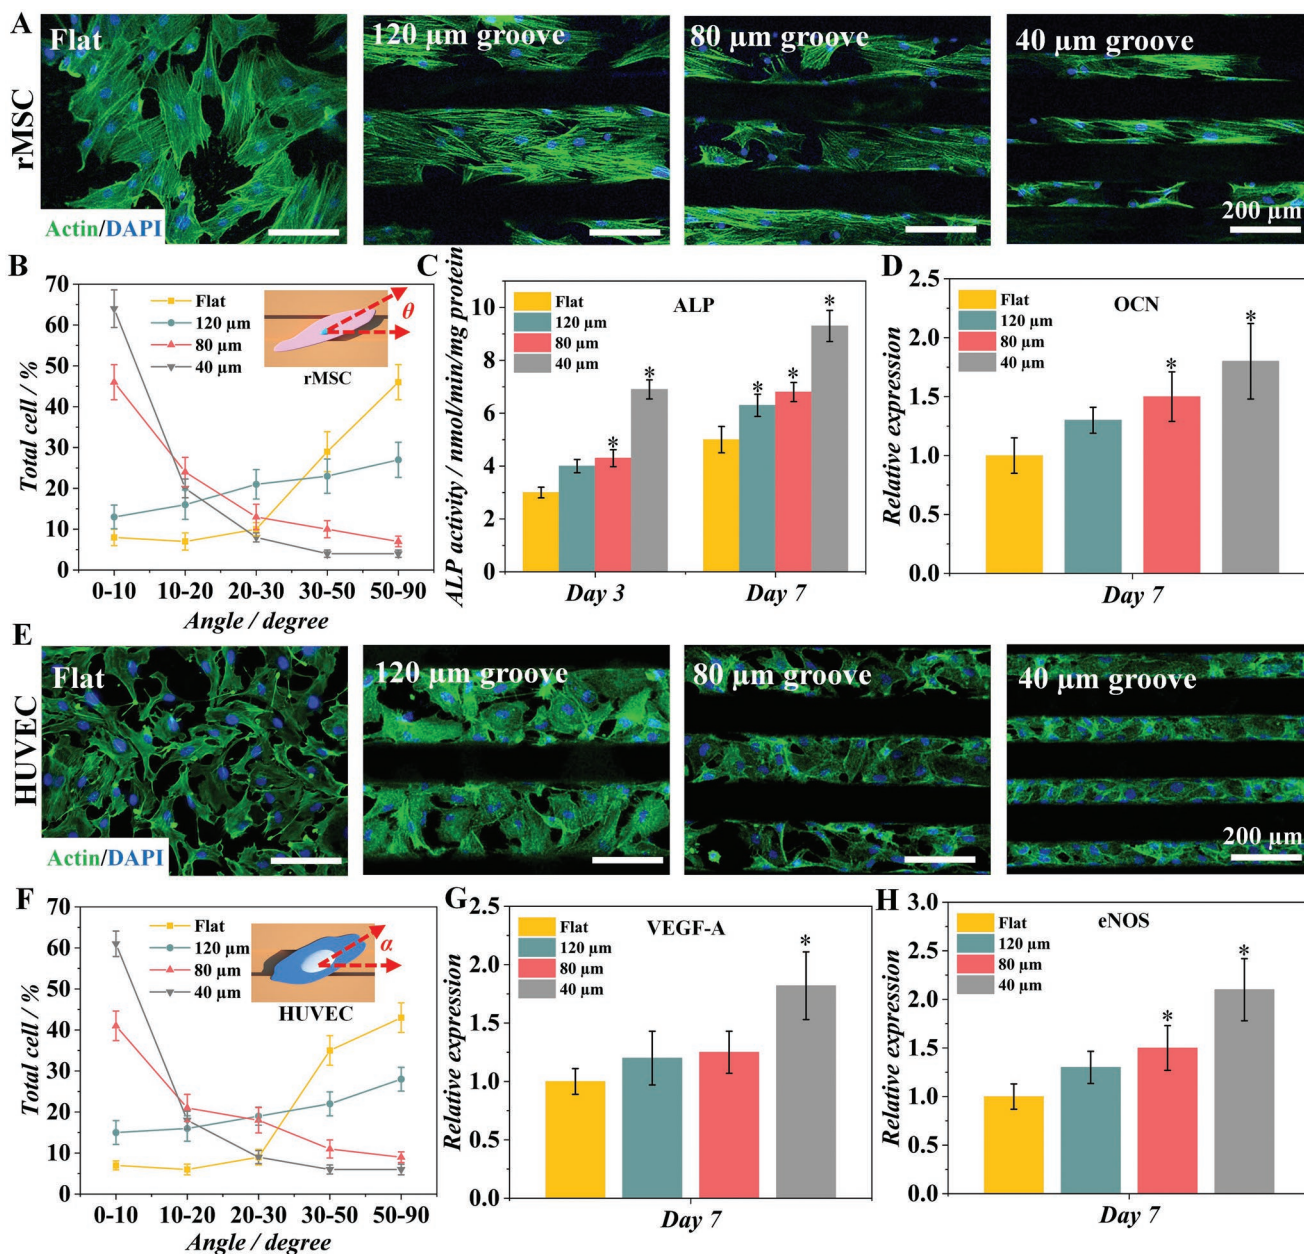 A
Flat
120 µm groove
80 µm groove
40 µm groove
rMSC
Actin/DAPI
200 µm
B
70
60
50
40
30
20
10
0
Total cell / %
Flat
120 µm
80 µm
40 µm
θ
rMSC
0-10
10-20
20-30
30-50
50-90
Angle / degree
C
10
8
6
4
2
0
ALP activity / nmol/min/mg protein
Flat
120 µm
80 µm
40 µm
ALP
*
*
*
*
*
Day 3
Day 7
D
2.5
2.0
1.5
1.0
0.5
0.0
Relative expression
Flat
120 µm
80 µm
40 µm
OCN
*
*
Day 7
E
Flat
120 µm groove
80 µm groove
40 µm groove
HUVEC
Actin/DAPI
200 µm
F
70
60
50
40
30
20
10
0
Total cell / %
Flat
120 µm
80 µm
40 µm
α
HUVEC
0-10
10-20
20-30
30-50
50-90
Angle / degree
G
2.5
2.0
1.5
1.0
0.5
0.0
Relative expression
Flat
120 µm
80 µm
40 µm
VEGF-A
*
Day 7
H
3.0
2.5
2.0
1.5
1.0
0.5
0.0
Relative expression
Flat
120 µm
80 µm
40 µm
eNOS
*
*
Day 7